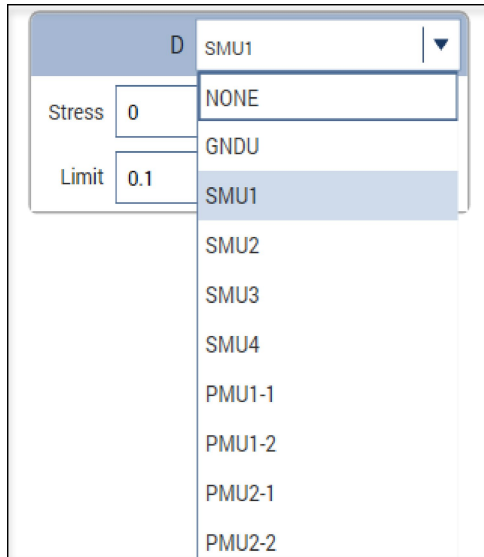 D SMU1
Stress 0 NONE
GNDU
Limit 0.1 SMU1
SMU2
SMU3
SMU4
PMU1-1
PMU1-2
PMU2-1
PMU2-2